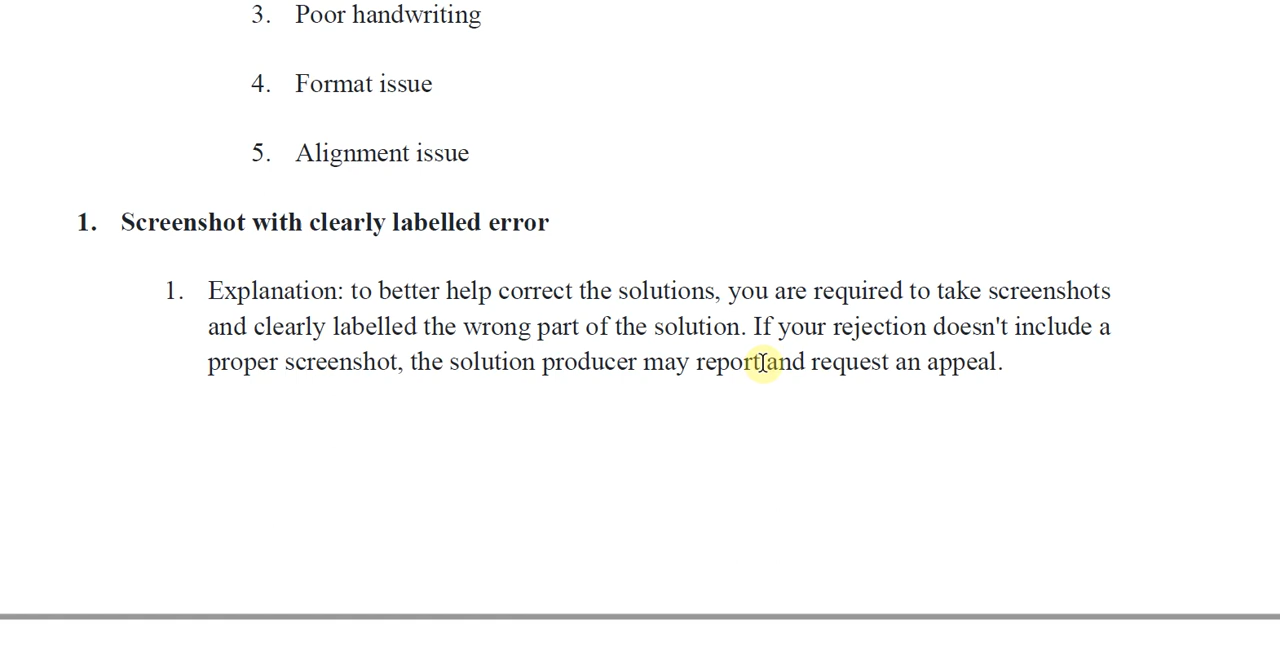 3. Poor handwriting
4. Format issue
5. Alignment issue
1. Screenshot with clearly labelled error
1. Explanation: to better help correct the solutions, you are required to take screenshots
and clearly labelled the wrong part of the solution. If your rejection doesn't include a
proper screenshot, the solution producer may report and request an appeal.